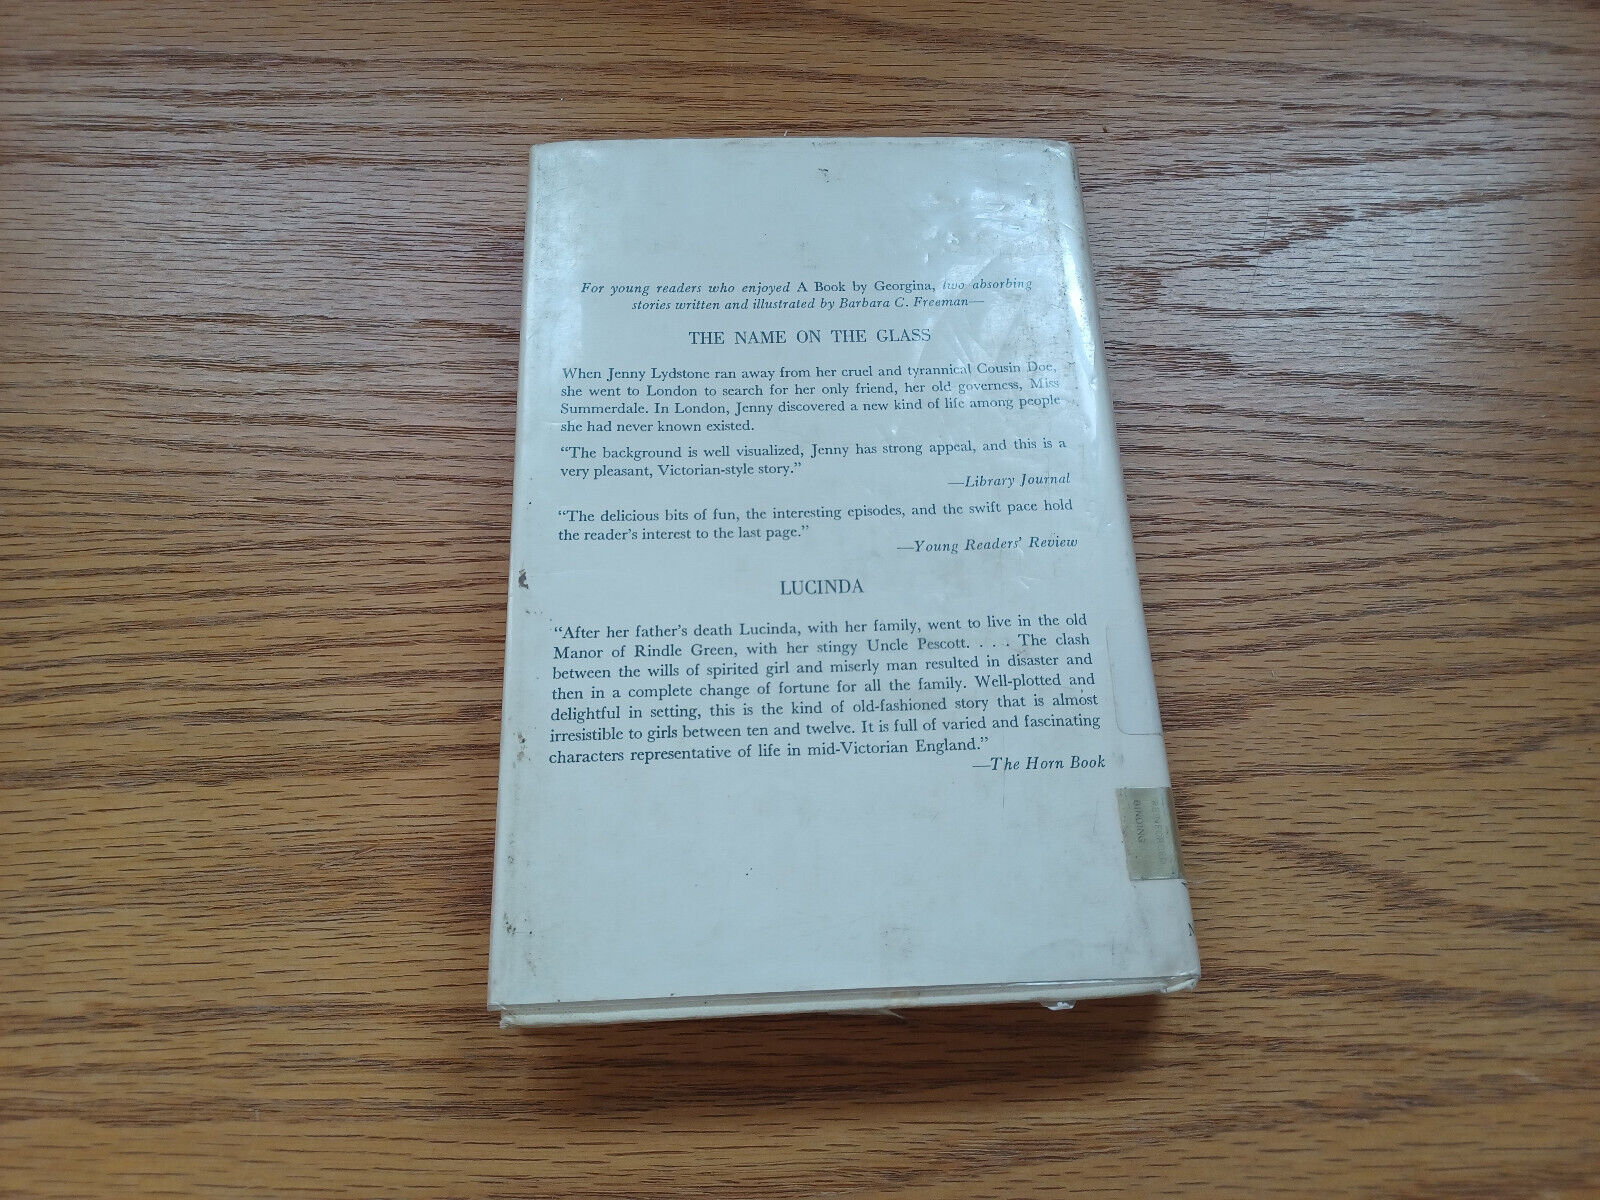 For young readers who enjoyed A Book by Georgina, two absorbing
stories written and illustrated by Barbara C. Freeman—
THE NAME ON THE GLASS
When Jenny Lydstone ran away from her cruel and tyrannical Cousin Doe,
she went to London to search for her only friend, her old governess, Miss
Summerdale. In London, Jenny discovered a new kind of life among people
she had never known existed.
“The background is well visualized, Jenny has strong appeal, and this is a
very pleasant, Victorian-style story.”
—Library Journal
“The delicious bits of fun, the interesting episodes, and the swift pace hold
the reader's interest to the last page.”
—Young Readers' Review
LUCINDA
“After her father's death Lucinda, with her family, went to live in the old
Manor of Rindle Green, with her stingy Uncle Pescott. . . . The clash
between the wills of spirited girl and miserly man resulted in disaster and
then in a complete change of fortune for all the family. Well-plotted and
delightful in setting, this is the kind of old-fashioned story that is almost
irresistible to girls between ten and twelve. It is full of varied and fascinating
characters representative of life in mid-Victorian England.”
—The Horn Book
BINDING